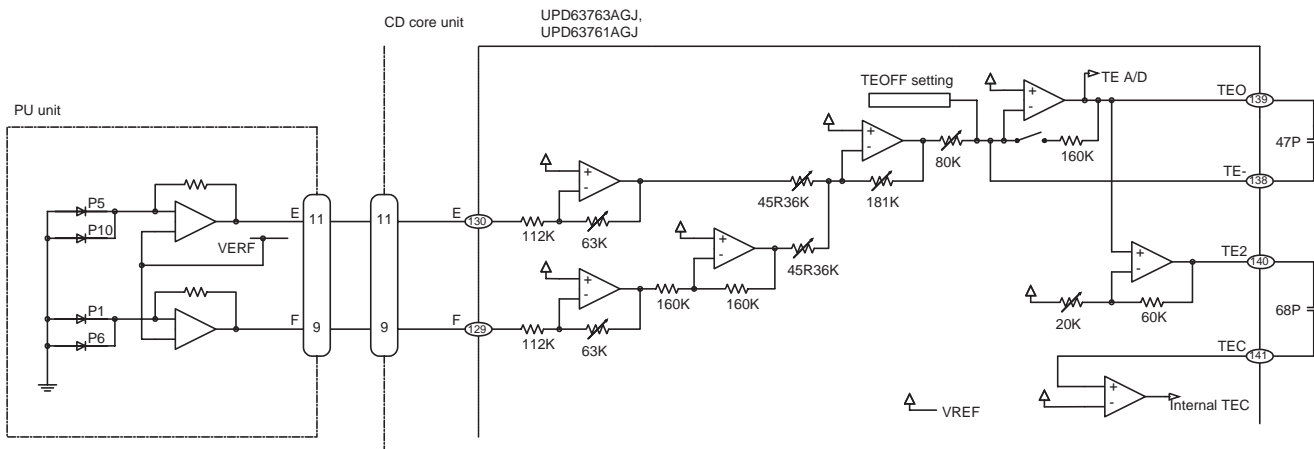 CD core unit
UPD63763AGJ,
UPD63761AGJ
PU unit
TEOFF setting
TE A/D
TEO
139
47P
80K
160K
TE-
138
P5
P10
VERF
E
11
11
E
130
112K
63K
45R36K
181K
45R36K
160K
160K
TE2
140
20K
60K
68P
P1
P6
F
9
9
F
129
112K
63K
TEC
141
Internal TEC
VREF